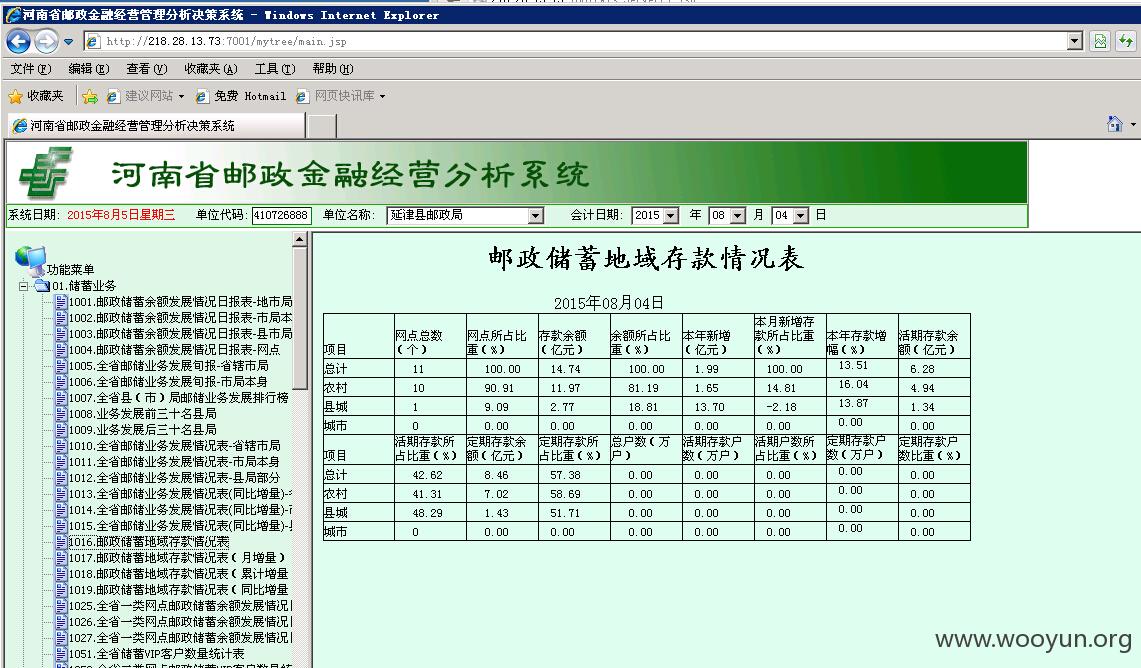 河南省邮政金融经营管理分析决策系统 - Windows Internet Explorer
http://218.28.13.73:7001/mytree/main.jsp
文件(F) 编辑(E) 查看(V) 收藏夹(A) 工具(T) 帮助(H)
收藏夹 建议网站 免费 Hotmail 网页快讯库
河南省邮政金融经营管理分析决策系统
河南省邮政金融经营分析系统
系统日期: 2015年8月5日星期三 单位代码: 410726888 单位名称: 延津县邮政局 会计日期: 2015 年 08 月 04 日
功能菜单
01.储蓄业务
1001.邮政储蓄余额发展情况日报表-地市局
1002.邮政储蓄余额发展情况日报表-市局本
1003.邮政储蓄余额发展情况日报表-县市局
1004.邮政储蓄余额发展情况日报表-网点
1005.全省邮储业务发展旬报-省辖市局
1006.全省邮储业务发展旬报-市局本身
1007.全省县（市）局邮储业务发展排行榜
1008.业务发展前三十名县局
1009.业务发展后三十名县局
1010.全省邮储业务发展情况表-省辖市局
1011.全省邮储业务发展情况表-市局本身
1012.全省邮储业务发展情况表-县局部分
1013.全省邮储业务发展情况表(同比增量)-
1014.全省邮储业务发展情况表(同比增量)-
1015.全省邮储业务发展情况表(同比增量)-
1016.邮政储蓄地域存款情况表
1017.邮政储蓄地域存款情况表（月增量）
1018.邮政储蓄地域存款情况表（累计增量
1019.邮政储蓄地域存款情况表（同比增量
1025.全省一类网点邮政储蓄余额发展情况
1026.全省一类网点邮政储蓄余额发展情况
1027.全省一类网点邮政储蓄余额发展情况
1051.全省储蓄VIP客户数量统计表
邮政储蓄地域存款情况表
2015年08月04日
项目 网点总数（个） 网点所占比重（%） 存款余额（亿元） 余额所占比重（%） 本年新增（亿元） 本月新增存款所占比重（%） 本年存款增幅（%） 活期存款余额（亿元）
总计 11 100.00 14.74 100.00 1.99 100.00 13.51 6.28
农村 10 90.91 11.97 81.19 1.65 14.81 16.04 4.94
县城 1 9.09 2.77 18.81 13.70 -2.18 13.87 1.34
城市 0 0.00 0.00 0.00 0.00 0.00 0.00 0.00
项目 活期存款所占比重（%） 定期存款余额（亿元） 定期存款所占比重（%） 总户数（万户） 活期存款户数（万户） 活期户数所占比重（%） 定期存款户数（万户） 定期存款户数比重（%）
总计 42.62 8.46 57.38 0.00 0.00 0.00 0.00 0.00
农村 41.31 7.02 58.69 0.00 0.00 0.00 0.00 0.00
县城 48.29 1.43 51.71 0.00 0.00 0.00 0.00 0.00
城市 0 0.00 0.00 0.00 0.00 0.00 0.00 0.00
www.wooyun.org